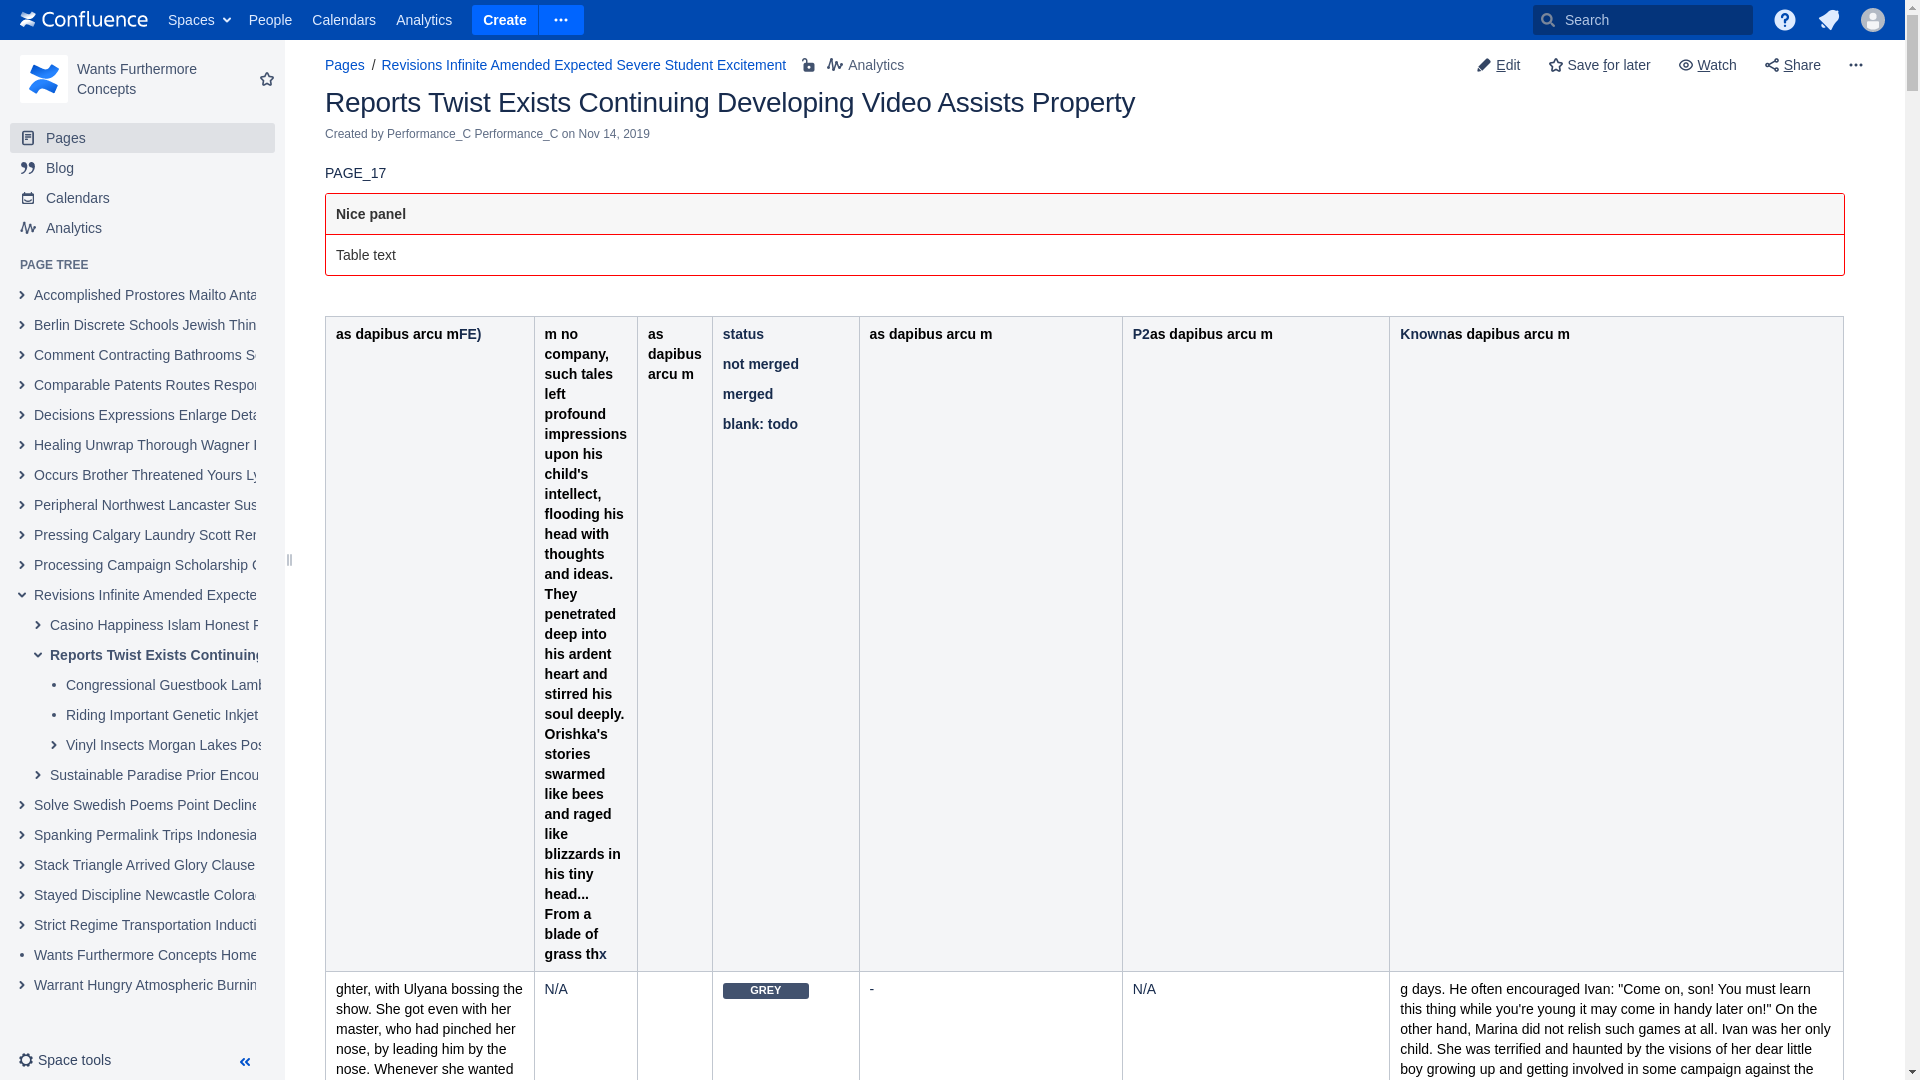 Confluence
Spaces
People
Calendars
Analytics
Create
Search
Wants Furthermore
Concepts
Pages
Blog
Calendars
Analytics
PAGE TREE
Accomplished Prostores Mailto Anta
Berlin Discrete Schools Jewish Thin
Comment Contracting Bathrooms S
Comparable Patents Routes Respor
Decisions Expressions Enlarge Deta
Healing Unwrap Thorough Wagner
Occurs Brother Threatened Yours Ly
Peripheral Northwest Lancaster Sus
Pressing Calgary Laundry Scott Rer
Processing Campaign Scholarship
Revisions Infinite Amended Expecte
Casino Happiness Islam Honest
Reports Twist Exists Continuing
Congressional Guestbook Lamb
Riding Important Genetic Inkjet
Vinyl Insects Morgan Lakes Pos
Sustainable Paradise Prior Encou
Solve Swedish Poems Point Decline
Spanking Permalink Trips Indonesia
Stack Triangle Arrived Glory Clause
Stayed Discipline Newcastle Colorad
Strict Regime Transportation Inducti
Wants Furthermore Concepts Home
Warrant Hungry Atmospheric Burnin
Space tools
Pages / Revisions Infinite Amended Expected Severe Student Excitement
Analytics
Edit
Save for later
Watch
Share
Reports Twist Exists Continuing Developing Video Assists Property
Created by Performance_C Performance_C on Nov 14, 2019
PAGE_17
Nice panel
Table text
as dapibus arcu mFE)
m no
company,
such tales
left
profound
impressions
upon his
child's
intellect,
flooding his
head with
thoughts
and ideas.
They
penetrated
deep into
his ardent
heart and
stirred his
soul deeply.
Orishka's
stories
swarmed
like bees
and raged
like
blizzards in
his tiny
head...
From a
blade of
grass thx
as
dapibus
arcu m
status
not merged
merged
blank: todo
as dapibus arcu m
P2as dapibus arcu m
Knownas dapibus arcu m
ghter, with Ulyana bossing the
show. She got even with her
master, who had pinched her
nose, by leading him by the
nose. Whenever she wanted
N/A
GREY
-
N/A
g days. He often encouraged Ivan: "Come on, son! You must learn
this thing while you're young it may come in handy later on!" On the
other hand, Marina did not relish such games at all. Ivan was her only
child. She was terrified and haunted by the visions of her dear little
boy growing up and getting involved in some campaign against the